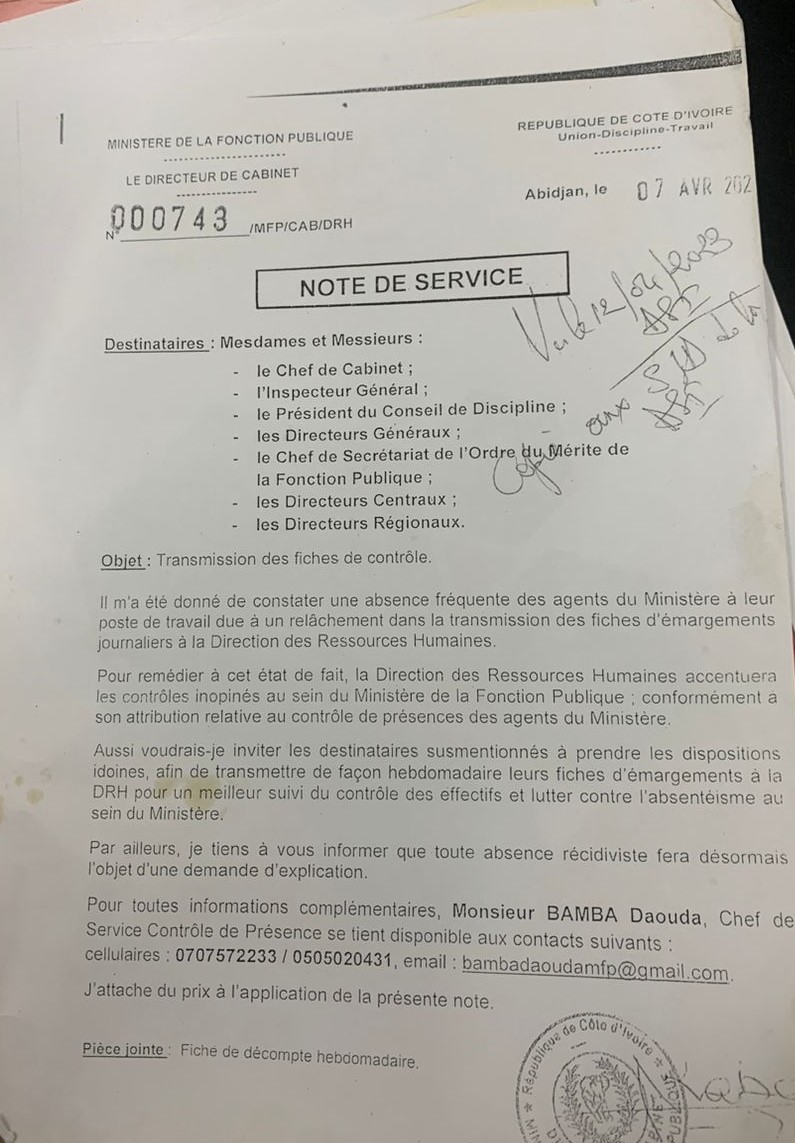 MINISTERE DE LA FONCTION PUBLIQUE
REPUBLIQUE DE COTE D'IVOIRE
Union-Discipline-Travail
LE DIRECTEUR DE CABINET
Abidjan, le 07 AVR 202
N° 000743 /MFP/CAB/DRH
NOTE DE SERVICE
Vu le 12/04/2023
aux
Destinataires : Mesdames et Messieurs :
- le Chef de Cabinet ;
- l'Inspecteur Général ;
- le Président du Conseil de Discipline ;
- les Directeurs Généraux ;
- le Chef de Secrétariat de l'Ordre du Mérite de
la Fonction Publique ;
- les Directeurs Centraux ;
- les Directeurs Régionaux.
Objet : Transmission des fiches de contrôle.
Il m'a été donné de constater une absence fréquente des agents du Ministère à leur
poste de travail due à un relâchement dans la transmission des fiches d'émargements
journaliers à la Direction des Ressources Humaines.
Pour remédier à cet état de fait, la Direction des Ressources Humaines accentuera
les contrôles inopinés au sein du Ministère de la Fonction Publique ; conformément à
son attribution relative au contrôle de présences des agents du Ministère.
Aussi voudrais-je inviter les destinataires susmentionnés à prendre les dispositions
idoines, afin de transmettre de façon hebdomadaire leurs fiches d'émargements à la
DRH pour un meilleur suivi du contrôle des effectifs et lutter contre l'absentéisme au
sein du Ministère.
Par ailleurs, je tiens à vous informer que toute absence récidiviste fera désormais
l'objet d'une demande d'explication.
Pour toutes informations complémentaires, Monsieur BAMBA Daouda, Chef de
Service Contrôle de Présence se tient disponible aux contacts suivants :
cellulaires : 0707572233 / 0505020431, email : bambadaoudamfp@gmail.com.
J'attache du prix à l'application de la présente note.
Pièce jointe : Fiche de décompte hebdomadaire.
République de Côte d'Ivoire